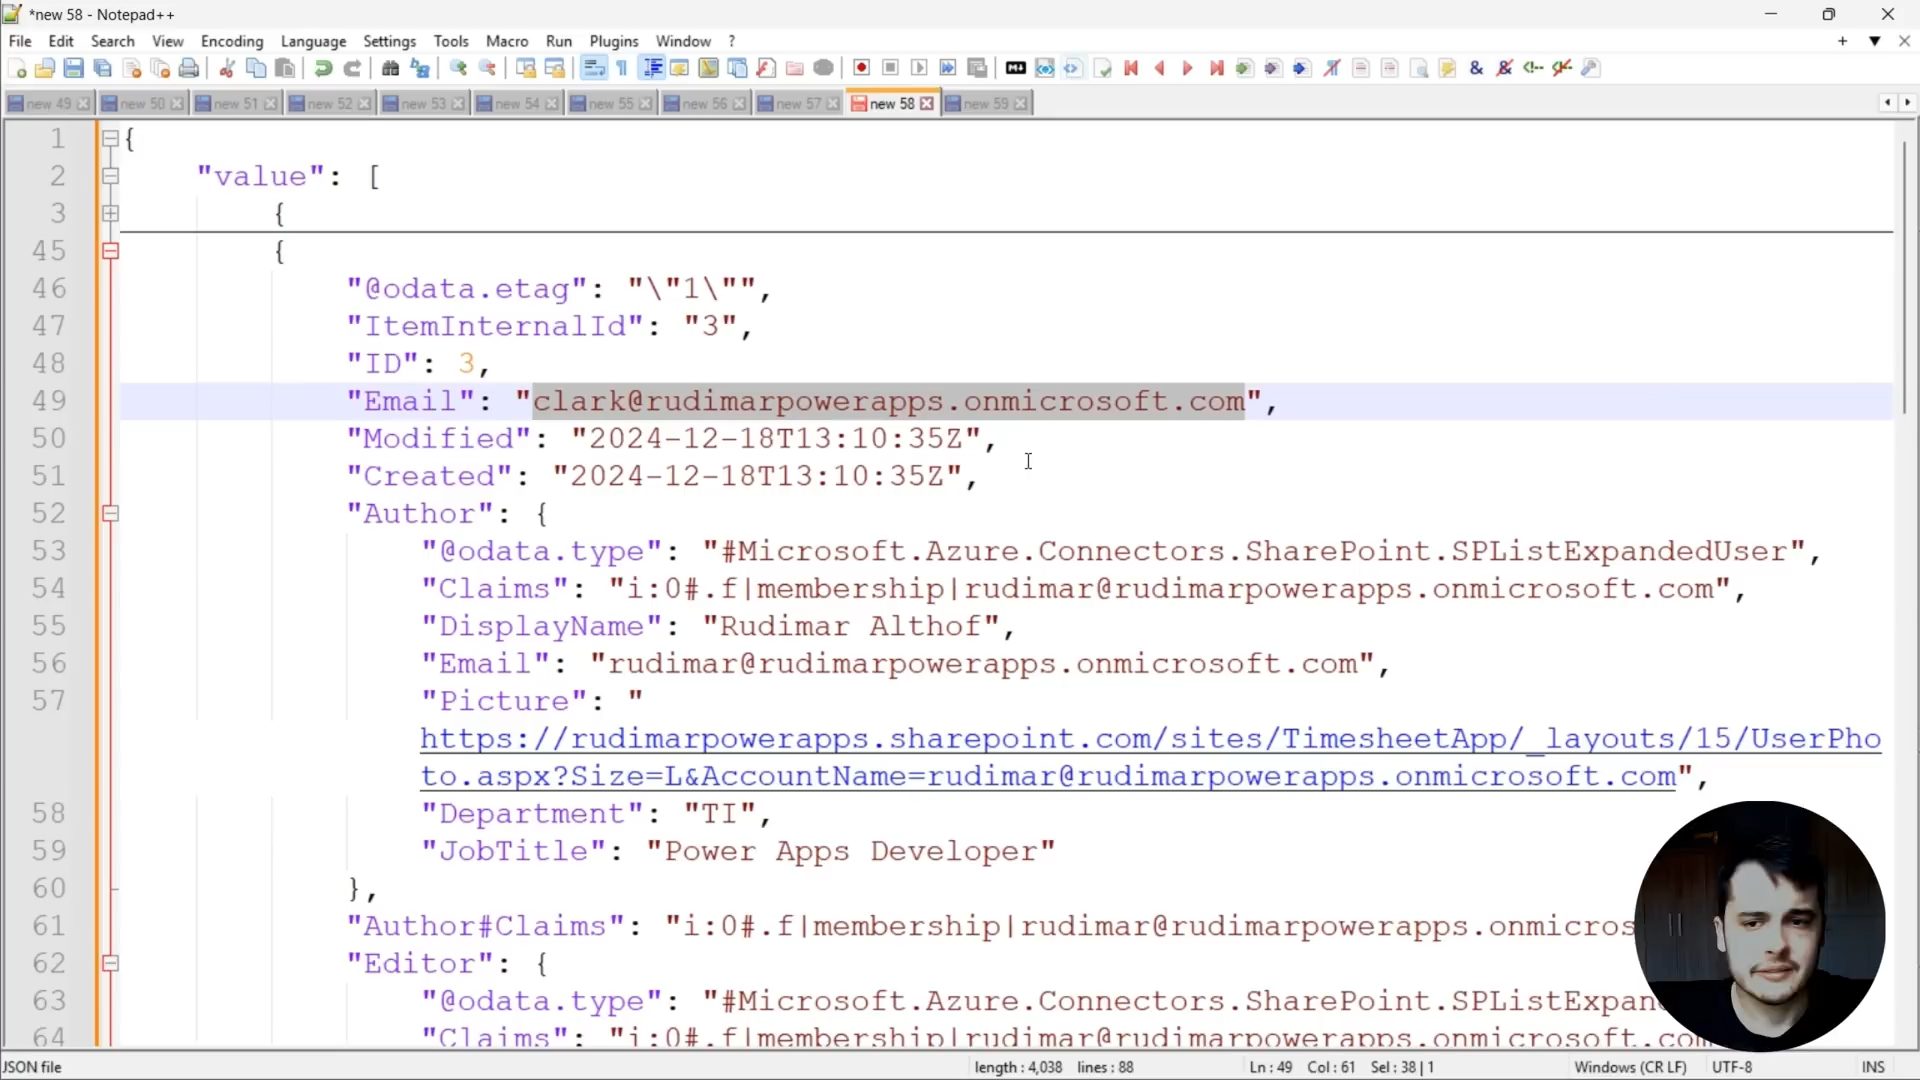 *new 58 - Notepad++
File Edit Search View Encoding Language Settings Tools Macro Run Plugins Window ?
new 49 new 50 new 51 new 52 new 53 new 54 new 55 new 56 new 57 new 58 new 59
1 {
2 "value": [
3 {
45 {
46 "@odata.etag": "\"1\"",
47 "ItemInternalId": "3",
48 "ID": 3,
49 "Email": "clark@rudimarpowerapps.onmicrosoft.com",
50 "Modified": "2024-12-18T13:10:35Z",
51 "Created": "2024-12-18T13:10:35Z",
52 "Author": {
53 "@odata.type": "#Microsoft.Azure.Connectors.SharePoint.SPListExpandedUser",
54 "Claims": "i:0#.f|membership|rudimar@rudimarpowerapps.onmicrosoft.com",
55 "DisplayName": "Rudimar Althof",
56 "Email": "rudimar@rudimarpowerapps.onmicrosoft.com",
57 "Picture": "
https://rudimarpowerapps.sharepoint.com/sites/TimesheetApp/_layouts/15/UserPho
to.aspx?Size=L&AccountName=rudimar@rudimarpowerapps.onmicrosoft.com",
58 "Department": "TI",
59 "JobTitle": "Power Apps Developer"
60 },
61 "Author#Claims": "i:0#.f|membership|rudimar@rudimarpowerapps.onmicros
62 "Editor": {
63 "@odata.type": "#Microsoft.Azure.Connectors.SharePoint.SPListExpan
64 "Claims": "i:0#.f|membership|rudimar@rudimarpowerapps.onmicrosoft.com
JSON file length : 4,038 lines : 88 Ln : 49 Col : 61 Sel : 38 | 1 Windows (CR LF) UTF-8 INS